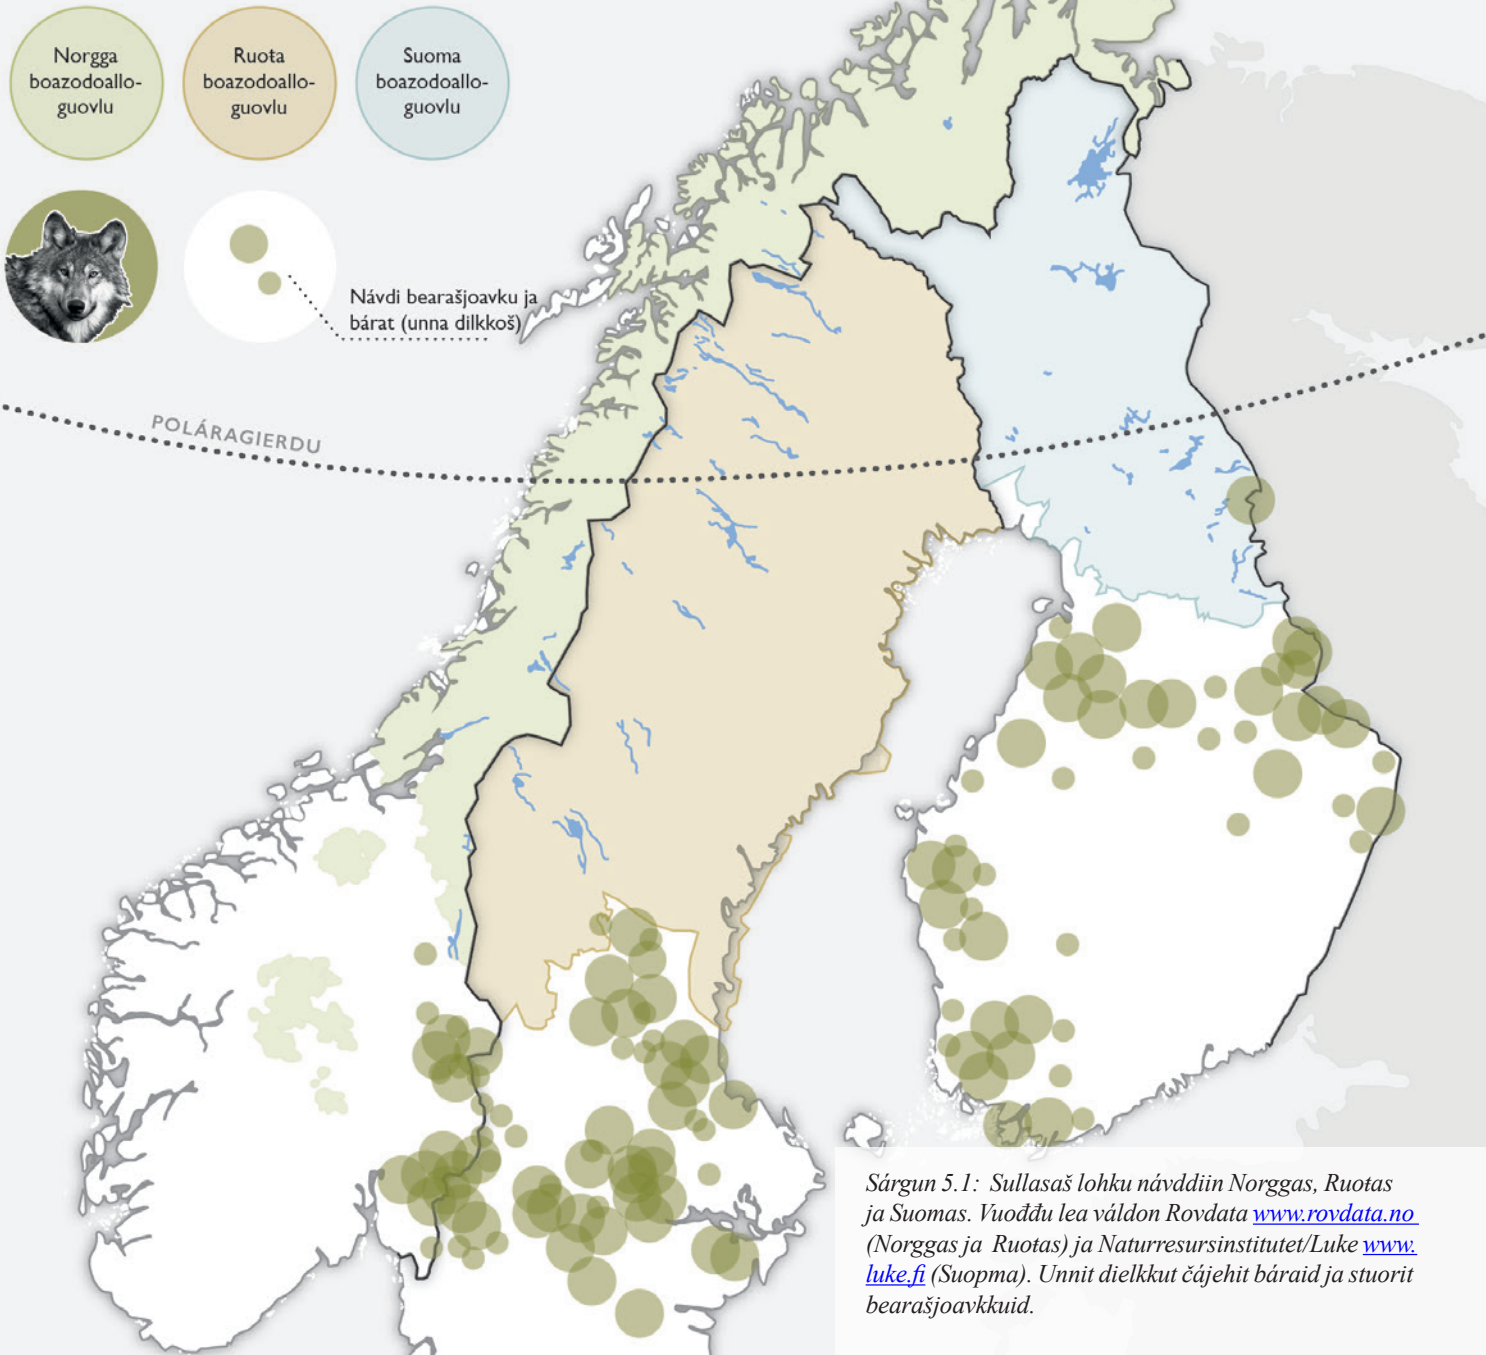 Norgga
boazodoallo-
guovlu
Ruota
boazodoallo-
guovlu
Suoma
boazodoallo-
guovlu
Návdi bearašjoavku ja
bárat (unna dilkkoš)
POLÁRAGIERDU
Sárgun 5.1: Sullasaš lohku návddiin Norggas, Ruotas
ja Suomas. Vuođđu lea váldon Rovdata www.rovdata.no
(Norggas ja Ruotas) ja Naturresursinstitutet/Luke www.
luke.fi (Suopma). Unnit dielkkut čájehit báraid ja stuorit
bearašjoavkkuid.